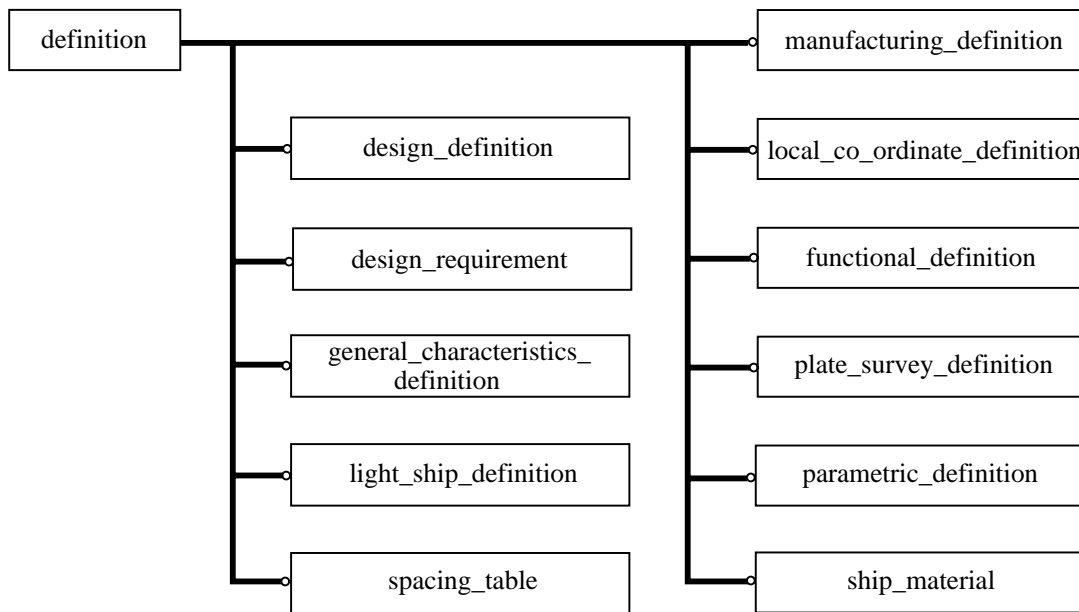 definition
manufacturing_definition
design_definition
local_co_ordinate_definition
design_requirement
functional_definition
general_characteristics_
definition
plate_survey_definition
light_ship_definition
parametric_definition
spacing_table
ship_material